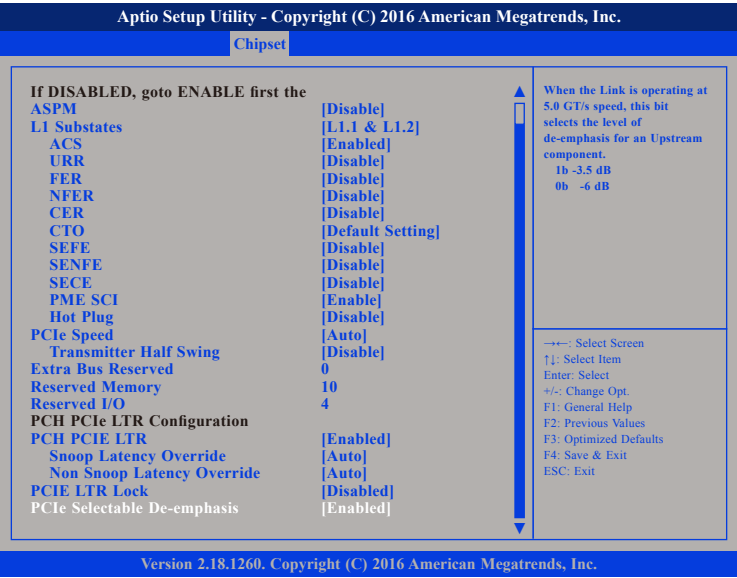 Aptio Setup Utility - Copyright (C) 2016 American Megatrends, Inc.
Chipset
If DISABLED, goto ENABLE first the
ASPM [Disable]
L1 Substates [L1.1 & L1.2]
ACS [Enabled]
URR [Disable]
FER [Disable]
NFER [Disable]
CER [Disable]
CTO [Default Setting]
SEFE [Disable]
SENFE [Disable]
SECE [Disable]
PME SCI [Enable]
Hot Plug [Disable]
PCIe Speed [Auto]
Transmitter Half Swing [Disable]
Extra Bus Reserved 0
Reserved Memory 10
Reserved I/O 4
PCH PCIe LTR Configuration
PCH PCIE LTR [Enabled]
Snoop Latency Override [Auto]
Non Snoop Latency Override [Auto]
PCIE LTR Lock [Disabled]
PCIe Selectable De-emphasis [Enabled]
When the Link is operating at
5.0 GT/s speed, this bit
selects the level of
de-emphasis for an Upstream
component.
1b -3.5 dB
0b -6 dB
→←: Select Screen
↑↓: Select Item
Enter: Select
+/-: Change Opt.
F1: General Help
F2: Previous Values
F3: Optimized Defaults
F4: Save & Exit
ESC: Exit
Version 2.18.1260. Copyright (C) 2016 American Megatrends, Inc.